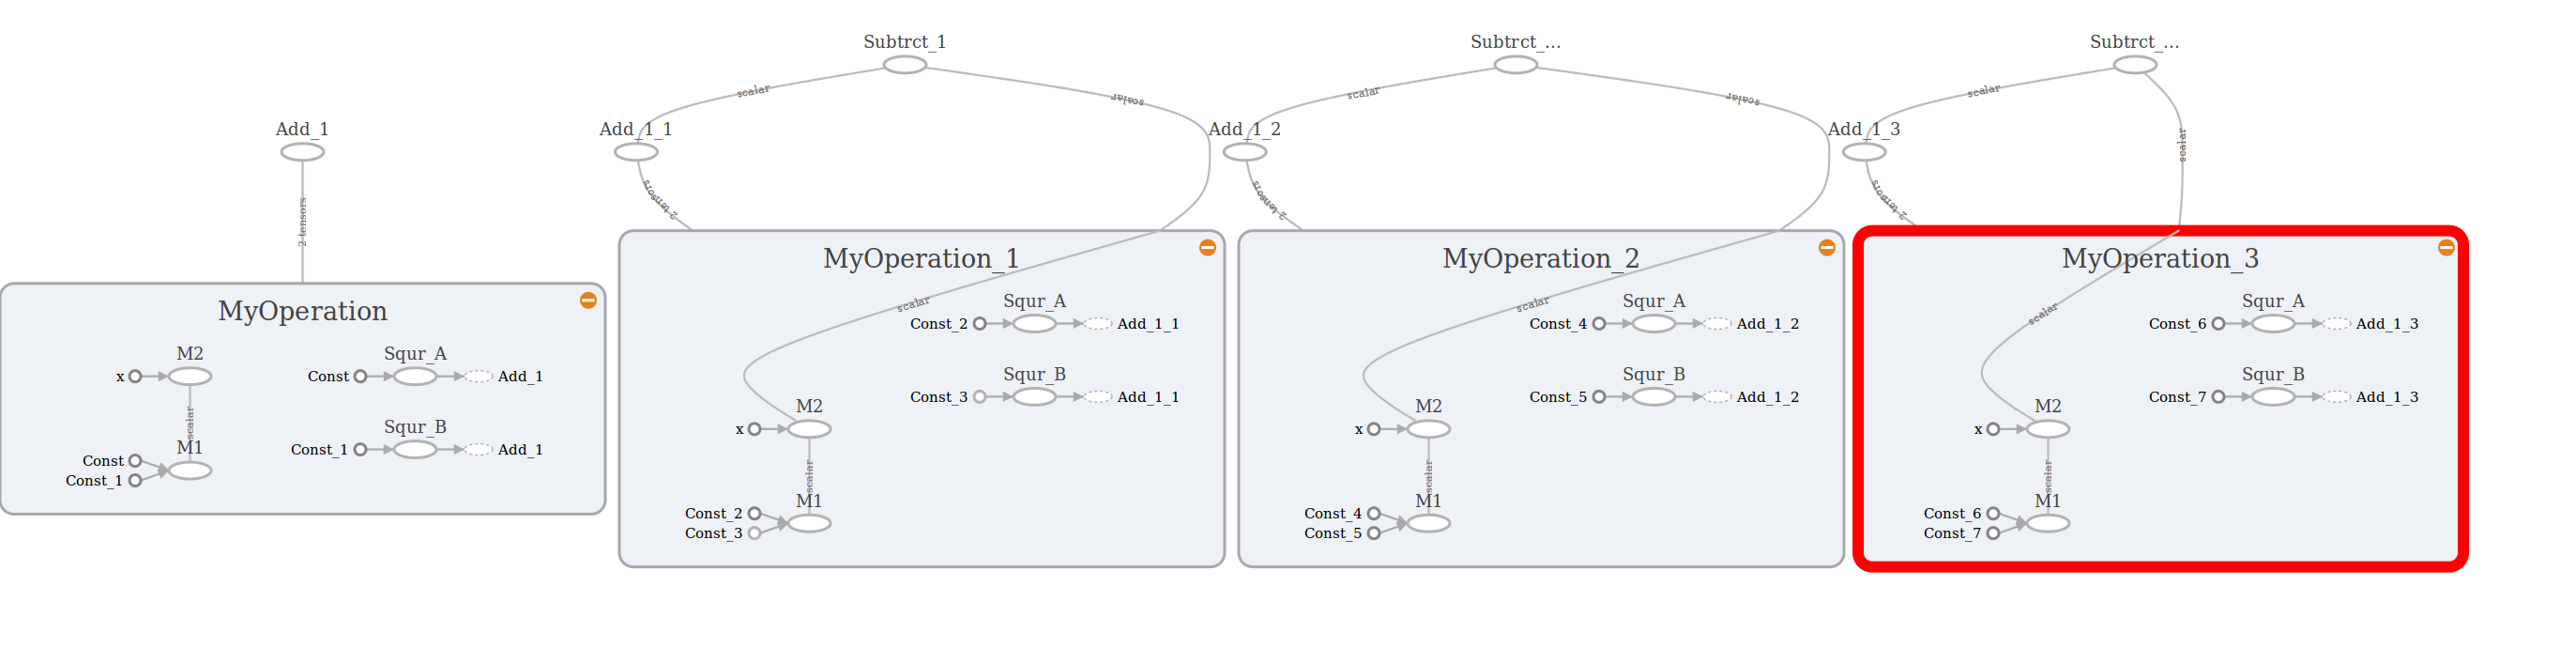 Subtrct_1
Subtrct_...
Subtrct_...
scalar
scalar
scalar
scalar
scalar
scalar
Add_1
Add_1_1
Add_1_2
Add_1_3
2 tensors
2 tensors
2 tensors
2 tensors
MyOperation
M2
x
scalar
M1
Const
Const_1
Squr_A
Const
Add_1
Squr_B
Const_1
Add_1
MyOperation_1
scalar
Squr_A
Const_2
Add_1_1
Squr_B
Const_3
Add_1_1
M2
x
scalar
M1
Const_2
Const_3
MyOperation_2
scalar
Squr_A
Const_4
Add_1_2
Squr_B
Const_5
Add_1_2
M2
x
scalar
M1
Const_4
Const_5
MyOperation_3
scalar
Squr_A
Const_6
Add_1_3
Squr_B
Const_7
Add_1_3
M2
x
scalar
M1
Const_6
Const_7